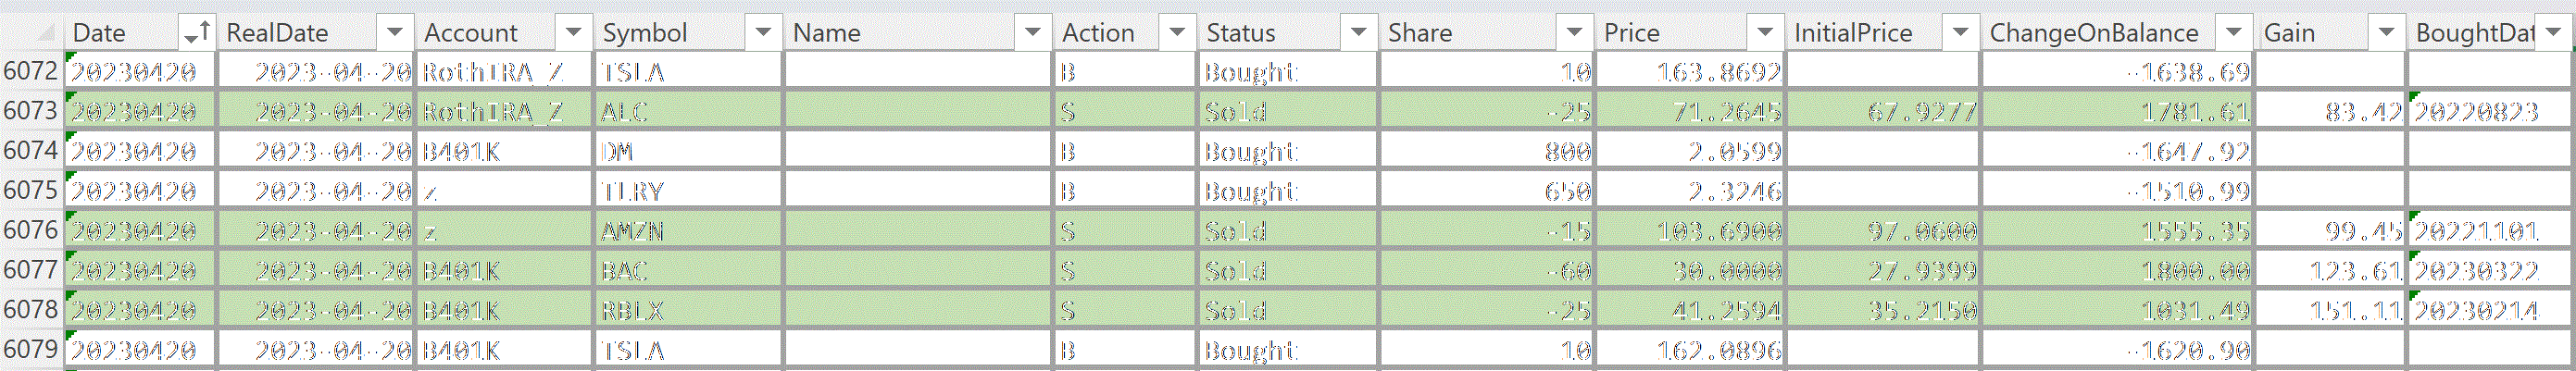 Date RealDate Account Symbol Name Action Status Share Price InitialPrice ChangeOnBalance Gain BoughtDat
6072 20230420 2023-04-20 RothIRA_Z TSLA B Bought 10 163.8692 -1638.69
6073 20230420 2023-04-20 RothIRA_Z ALC S Sold -25 71.2645 67.9277 1781.61 83.42 20220823
6074 20230420 2023-04-20 B401K DM B Bought 800 2.0599 -1647.92
6075 20230420 2023-04-20 z TLRY B Bought 650 2.3246 -1510.99
6076 20230420 2023-04-20 z AMZN S Sold -15 103.6900 97.0600 1555.35 99.45 20221101
6077 20230420 2023-04-20 B401K BAC S Sold -60 30.0000 27.9399 1800.00 123.61 20230322
6078 20230420 2023-04-20 B401K RBLX S Sold -25 41.2594 35.2150 1031.49 151.11 20230214
6079 20230420 2023-04-20 B401K TSLA B Bought 10 162.0896 -1620.90